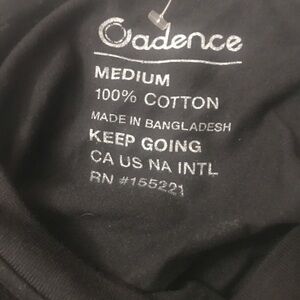 Cadence
MEDIUM
100% COTTON
MADE IN BANGLADESH
KEEP GOING
CA US NA INTL
RN #155221